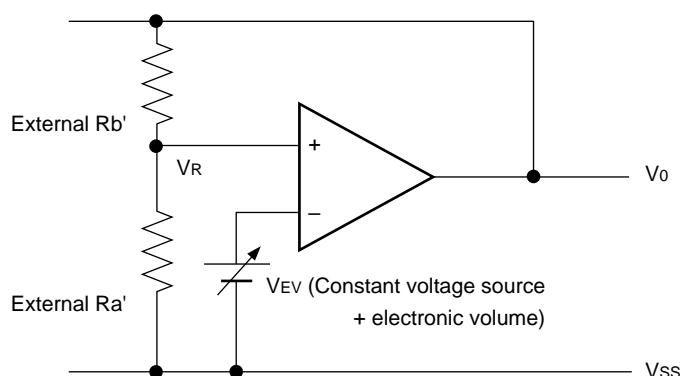 External Rb'
VR
+
V0
–
VEV (Constant voltage source
+ electronic volume)
External Ra'
VSS